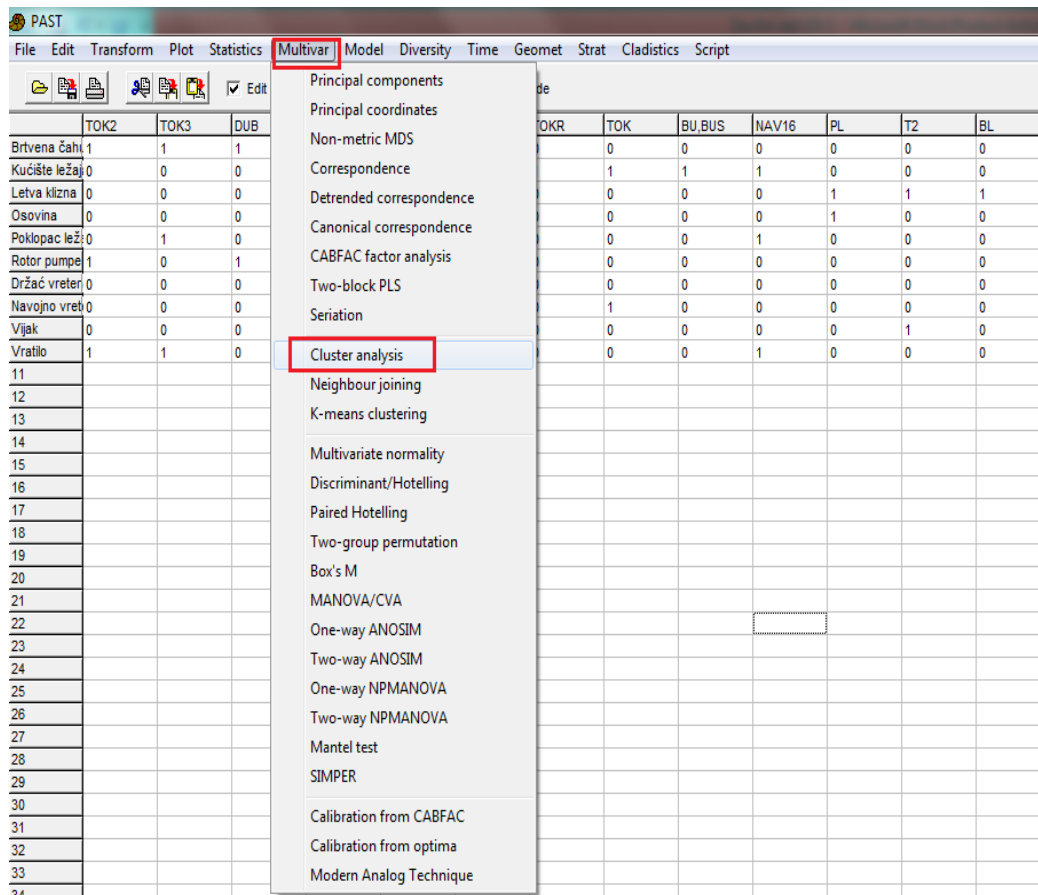 PAST
File Edit Transform Plot Statistics Multivar Model Diversity Time Geomet Strat Cladistics Script
Edit de
TOK2 TOK3 DUB TOKR TOK BU,BUS NAV16 PL T2 BL
Brtvena čahu 1 1 1 0 0 0 0 0 0
Kućište ležaj 0 0 0 1 1 1 0 0 0
Letva klizna 0 0 0 0 0 0 1 1 1
Osovina 0 0 0 0 0 0 1 0 0
Poklopac lež 0 1 0 0 0 1 0 0 0
Rotor pumpe 1 0 1 0 0 0 0 0 0
Držač vreten 0 0 0 0 0 0 0 0 0
Navojno vret 0 0 0 1 0 0 0 0 0
Vijak 0 0 0 0 0 0 0 1 0
Vratilo 1 1 0 0 0 1 0 0 0
11
12
13
14
15
16
17
18
19
20
21
22
23
24
25
26
27
28
29
30
31
32
33
34
Principal components
Principal coordinates
Non-metric MDS
Correspondence
Detrended correspondence
Canonical correspondence
CABFAC factor analysis
Two-block PLS
Seriation
Cluster analysis
Neighbour joining
K-means clustering
Multivariate normality
Discriminant/Hotelling
Paired Hotelling
Two-group permutation
Box's M
MANOVA/CVA
One-way ANOSIM
Two-way ANOSIM
One-way NPMANOVA
Two-way NPMANOVA
Mantel test
SIMPER
Calibration from CABFAC
Calibration from optima
Modern Analog Technique